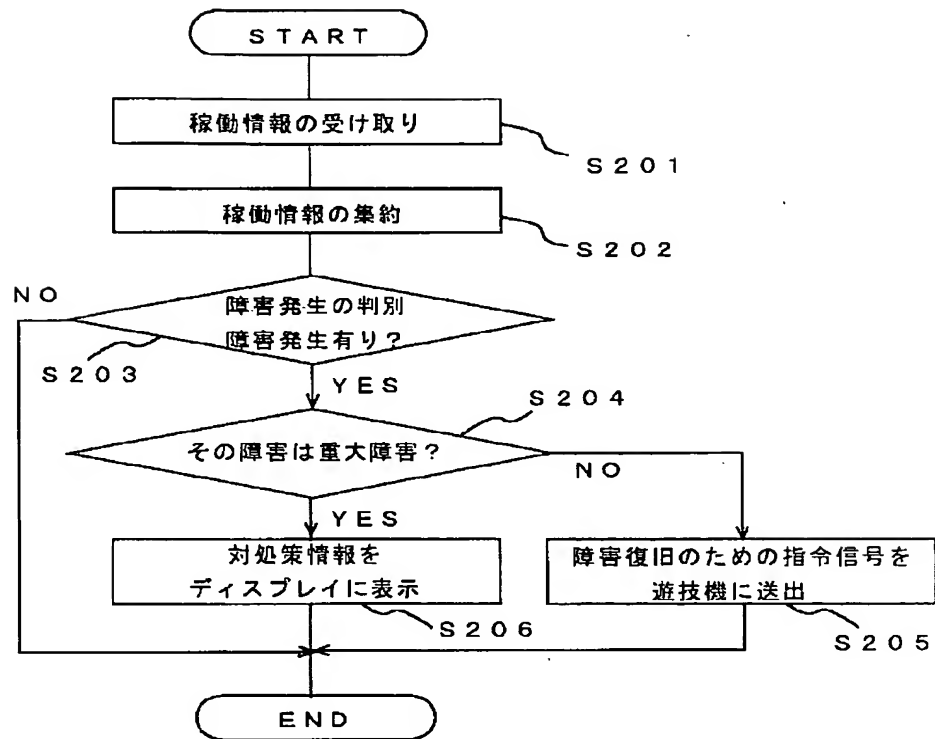 START
稼働情報の受け取り
S201
稼働情報の集約
S202
NO
障害発生の判別
障害発生有り?
S203
YES
S204
その障害は重大障害?
NO
YES
対処策情報を
ディスプレイに表示
S206
障害復旧のための指令信号を
遊技機に送出
S205
END